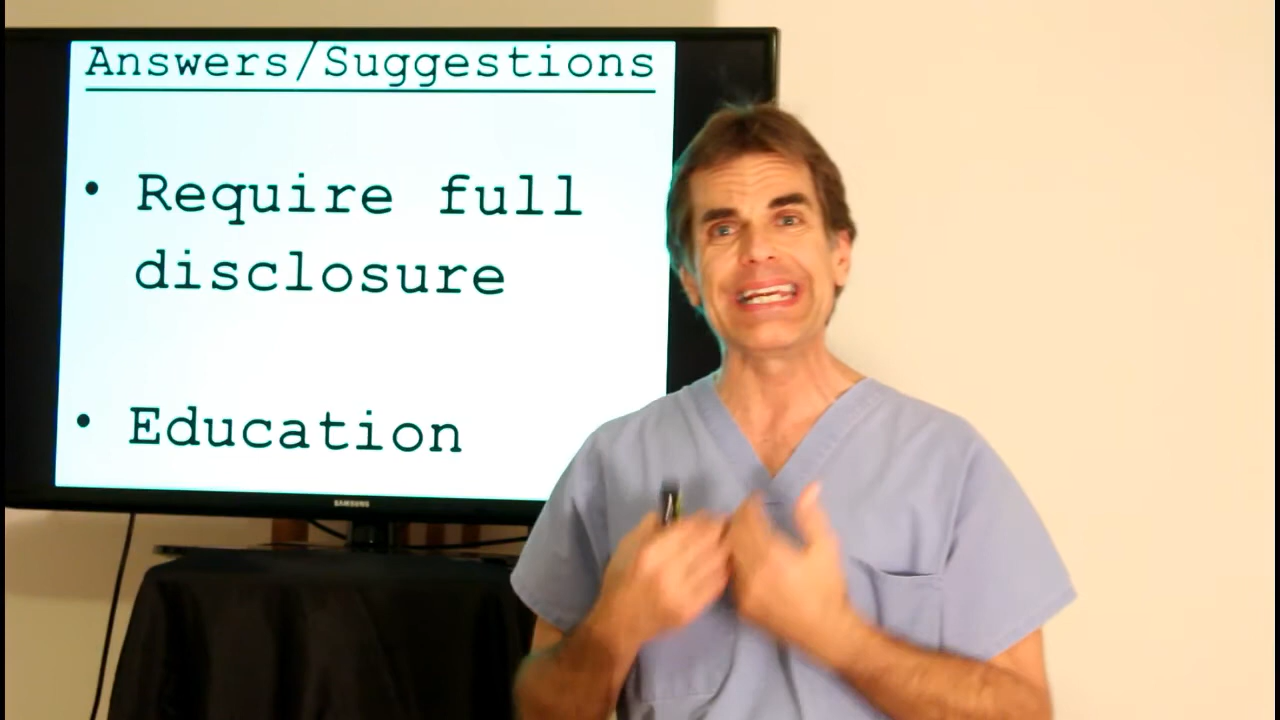 Answers/Suggestions
• Require full
disclosure
• Education
SAMSUNG